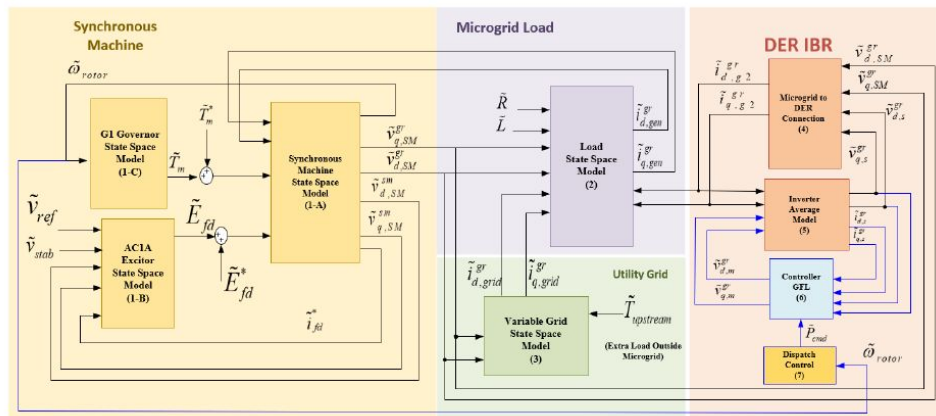 Synchronous
Machine
Microgrid Load
DER IBR
ω̃ rotor
G1 Governor
State Space
Model
(1-C)
T̃*m
T̃m
ṽref
ṽstab
AC1A
Excitor
State Space
Model
(1-B)
Ẽfd
Ẽ*fd
Synchronous
Machine
State Space
Model
(1-A)
ṽgr q,SM
ṽgr d,SM
ṽsm d,SM
ṽsm q,SM
ĩ*fd
R̃
L̃
Load
State Space
Model
(2)
ĩgr d,gen
ĩgr q,gen
ĩgr d,grid
ĩgr q,grid
Utility Grid
Variable Grid
State Space
Model
(3)
T̃upstream
(Extra Load Outside
Microgrid)
ĩgr d,g2
ĩgr q,g2
Microgrid to
DER
Connection
(4)
ṽgr d,SM
ṽgr q,SM
ṽgr d,s
ṽgr q,s
Inverter
Average Model
(5)
ĩgr d,s
ĩgr q,s
ṽgr d,m
ṽgr q,m
Controller
GFL
(6)
P̃cmd
Dispatch
Control
(7)
ω̃rotor